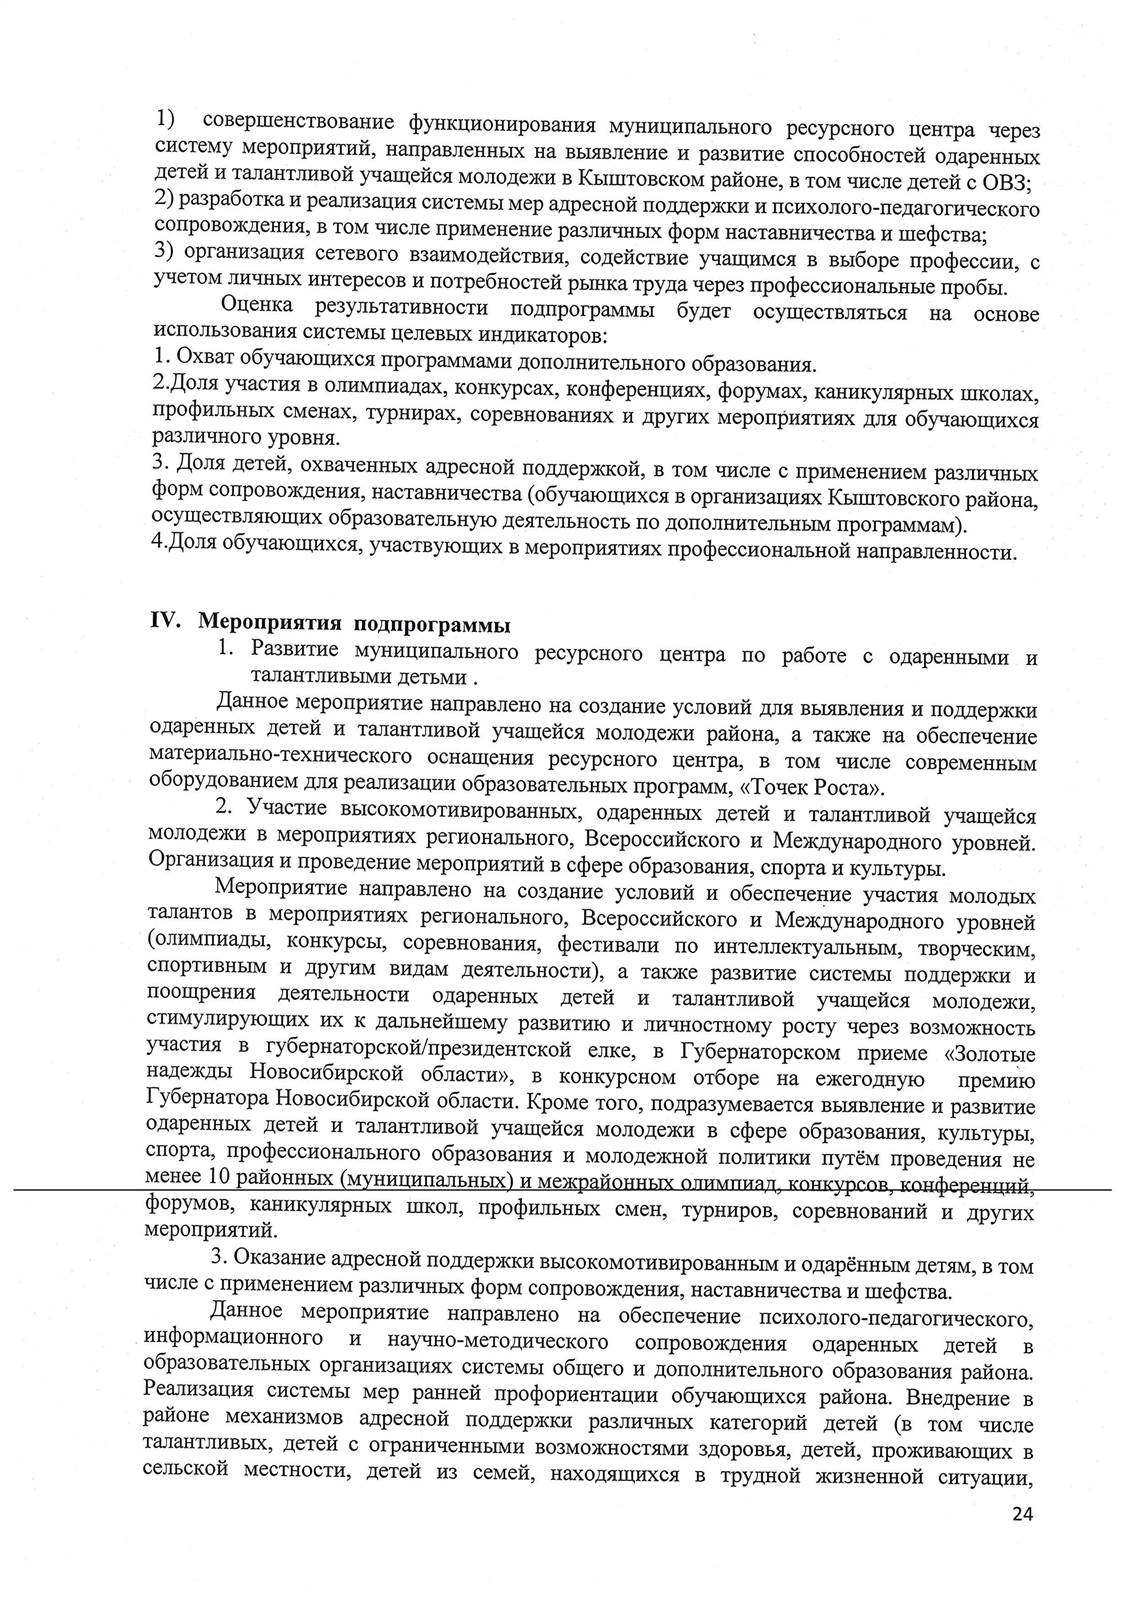 1) совершенствование функционирования муниципального ресурсного центра через
систему мероприятий, направленных на выявление и развитие способностей одаренных
детей и талантливой учащейся молодежи в Кыштовском районе, в том числе детей с ОВЗ;
2) разработка и реализация системы мер адресной поддержки и психолого-педагогического
сопровождения, в том числе применение различных форм наставничества и шефства;
3) организация сетевого взаимодействия, содействие учащимся в выборе профессии, с
учетом личных интересов и потребностей рынка труда через профессиональные пробы.
Оценка результативности подпрограммы будет осуществляться на основе
использования системы целевых индикаторов:
1. Охват обучающихся программами дополнительного образования.
2.Доля участия в олимпиадах, конкурсах, конференциях, форумах, каникулярных школах,
профильных сменах, турнирах, соревнованиях и других мероприятиях для обучающихся
различного уровня.
3. Доля детей, охваченных адресной поддержкой, в том числе с применением различных
форм сопровождения, наставничества (обучающихся в организациях Кыштовского района,
осуществляющих образовательную деятельность по дополнительным программам).
4.Доля обучающихся, участвующих в мероприятиях профессиональной направленности.
IV. Мероприятия подпрограммы
1. Развитие муниципального ресурсного центра по работе с одаренными и
талантливыми детьми .
Данное мероприятие направлено на создание условий для выявления и поддержки
одаренных детей и талантливой учащейся молодежи района, а также на обеспечение
материально-технического оснащения ресурсного центра, в том числе современным
оборудованием для реализации образовательных программ, «Точек Роста».
2. Участие высокомотивированных, одаренных детей и талантливой учащейся
молодежи в мероприятиях регионального, Всероссийского и Международного уровней.
Организация и проведение мероприятий в сфере образования, спорта и культуры.
Мероприятие направлено на создание условий и обеспечение участия молодых
талантов в мероприятиях регионального, Всероссийского и Международного уровней
(олимпиады, конкурсы, соревнования, фестивали по интеллектуальным, творческим,
спортивным и другим видам деятельности), а также развитие системы поддержки и
поощрения деятельности одаренных детей и талантливой учащейся молодежи,
стимулирующих их к дальнейшему развитию и личностному росту через возможность
участия в губернаторской/президентской елке, в Губернаторском приеме «Золотые
надежды Новосибирской области», в конкурсном отборе на ежегодную премию
Губернатора Новосибирской области. Кроме того, подразумевается выявление и развитие
одаренных детей и талантливой учащейся молодежи в сфере образования, культуры,
спорта, профессионального образования и молодежной политики путём проведения не
менее 10 районных (муниципальных) и межрайонных олимпиад, конкурсов, конференций,
форумов, каникулярных школ, профильных смен, турниров, соревнований и других
мероприятий.
3. Оказание адресной поддержки высокомотивированным и одарённым детям, в том
числе с применением различных форм сопровождения, наставничества и шефства.
Данное мероприятие направлено на обеспечение психолого-педагогического,
информационного и научно-методического сопровождения одаренных детей в
образовательных организациях системы общего и дополнительного образования района.
Реализация системы мер ранней профориентации обучающихся района. Внедрение в
районе механизмов адресной поддержки различных категорий детей (в том числе
талантливых, детей с ограниченными возможностями здоровья, детей, проживающих в
сельской местности, детей из семей, находящихся в трудной жизненной ситуации,
24